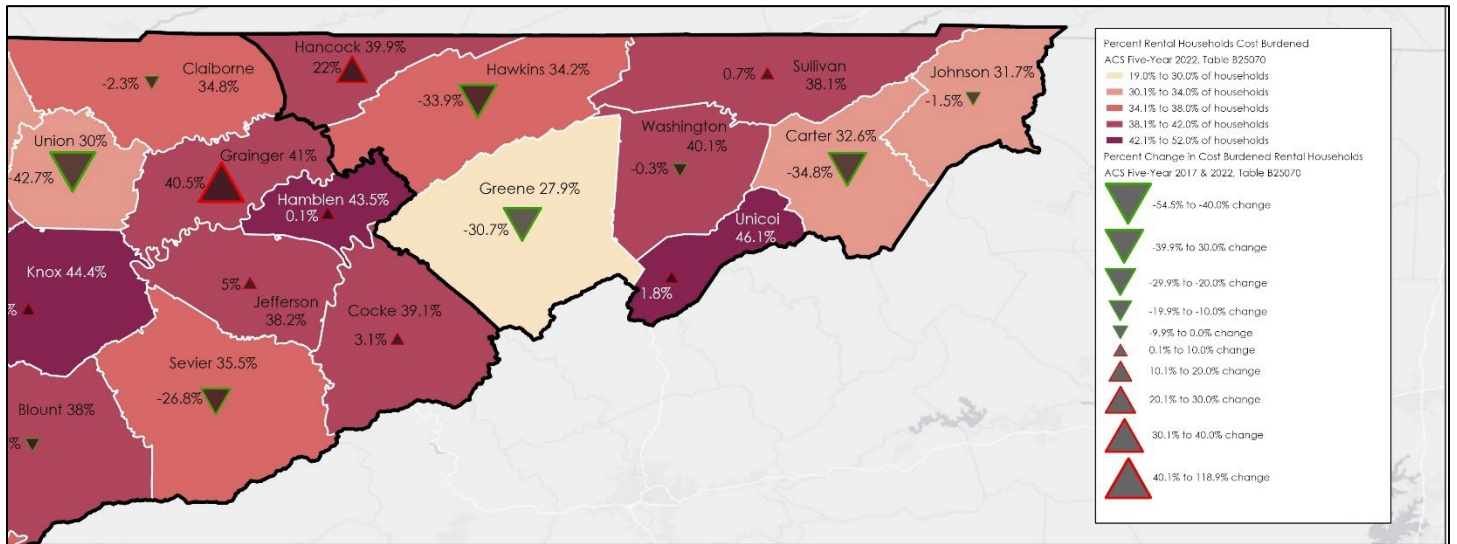 Hancock 39.9%
22%
Claiborne
34.8%
-2.3%
Hawkins 34.2%
-33.9%
0.7%
Sullivan
38.1%
Johnson 31.7%
-1.5%
Union 30%
-42.7%
Grainger 41%
40.5%
Washington
40.1%
-0.3%
Carter 32.6%
-34.8%
Hamblen 43.5%
0.1%
Greene 27.9%
-30.7%
Unicoi
46.1%
1.8%
Knox 44.4%
%
5%
Jefferson
38.2%
Cocke 39.1%
3.1%
Sevier 35.5%
-26.8%
Blount 38%
%
Percent Rental Households Cost Burdened
ACS Five-Year 2022, Table B25070
19.0% to 30.0% of households
30.1% to 34.0% of households
34.1% to 38.0% of households
38.1% to 42.0% of households
42.1% to 52.0% of households
Percent Change in Cost Burdened Rental Households
ACS Five-Year 2017 & 2022, Table B25070
-54.5% to -40.0% change
-39.9% to 30.0% change
-29.9% to -20.0% change
-19.9% to -10.0% change
-9.9% to 0.0% change
0.1% to 10.0% change
10.1% to 20.0% change
20.1% to 30.0% change
30.1% to 40.0% change
40.1% to 118.9% change